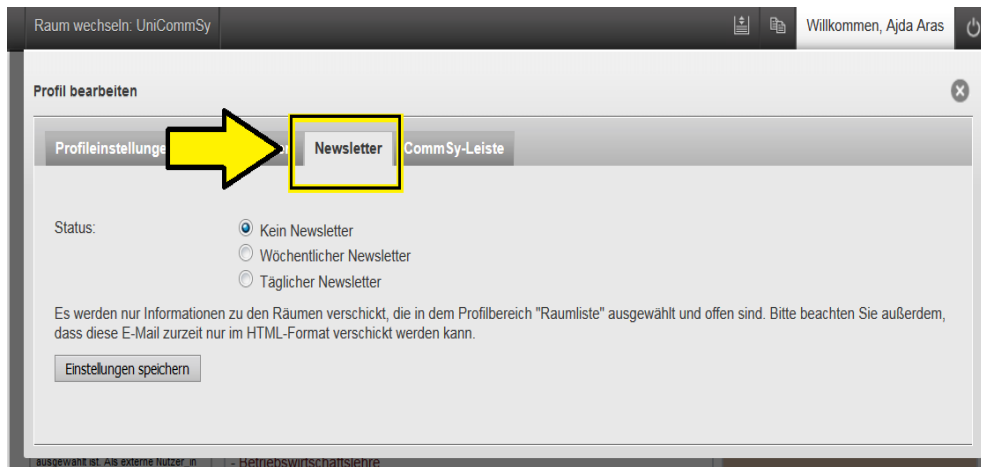 Raum wechseln: UniCommSy
Willkommen, Ajda Aras
Profil bearbeiten
Newsletter
CommSy-Leiste
Status:
Kein Newsletter
Wöchentlicher Newsletter
Täglicher Newsletter
Es werden nur Informationen zu den Räumen verschickt, die in dem Profilbereich "Raumliste" ausgewählt und offen sind. Bitte beachten Sie außerdem,
dass diese E-Mail zurzeit nur im HTML-Format verschickt werden kann.
Einstellungen speichern
ausgewählt ist. Als externe Nutzer_in
- Betriebswirtschaftslehre